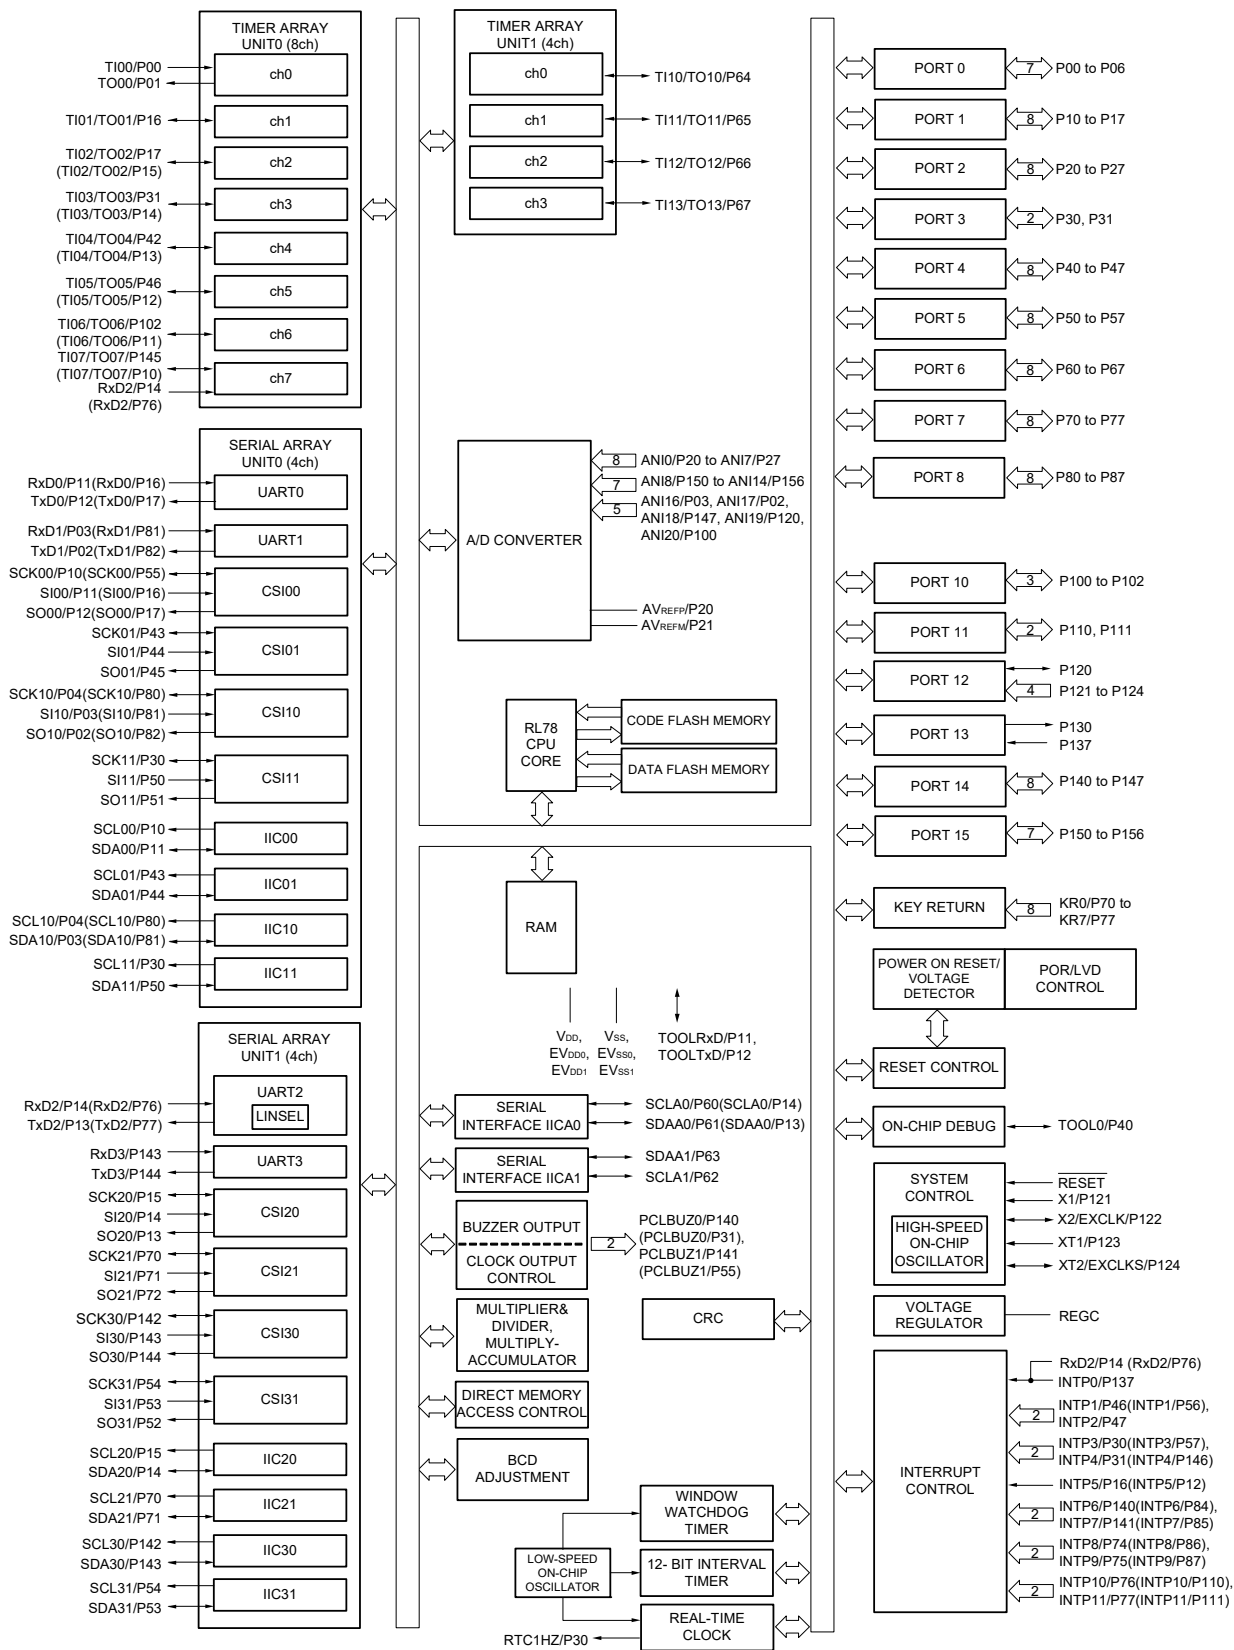 TIMER ARRAY
UNIT0 (8ch)
TI00/P00
TO00/P01
ch0
TI01/TO01/P16
ch1
TI02/TO02/P17
(TI02/TO02/P15)
ch2
TI03/TO03/P31
(TI03/TO03/P14)
ch3
TI04/TO04/P42
(TI04/TO04/P13)
ch4
TI05/TO05/P46
(TI05/TO05/P12)
ch5
TI06/TO06/P102
(TI06/TO06/P11)
ch6
TI07/TO07/P145
(TI07/TO07/P10)
ch7
RxD2/P14
(RxD2/P76)
SERIAL ARRAY
UNIT0 (4ch)
RxD0/P11(RxD0/P16)
TxD0/P12(TxD0/P17)
UART0
RxD1/P03(RxD1/P81)
TxD1/P02(TxD1/P82)
UART1
SCK00/P10(SCK00/P55)
SI00/P11(SI00/P16)
SO00/P12(SO00/P17)
CSI00
SCK01/P43
SI01/P44
SO01/P45
CSI01
SCK10/P04(SCK10/P80)
SI10/P03(SI10/P81)
SO10/P02(SO10/P82)
CSI10
SCK11/P30
SI11/P50
SO11/P51
CSI11
SCL00/P10
SDA00/P11
IIC00
SCL01/P43
SDA01/P44
IIC01
SCL10/P04(SCL10/P80)
SDA10/P03(SDA10/P81)
IIC10
SCL11/P30
SDA11/P50
IIC11
SERIAL ARRAY
UNIT1 (4ch)
RxD2/P14(RxD2/P76)
TxD2/P13(TxD2/P77)
UART2
LINSEL
RxD3/P143
TxD3/P144
UART3
SCK20/P15
SI20/P14
SO20/P13
CSI20
SCK21/P70
SI21/P71
SO21/P72
CSI21
SCK30/P142
SI30/P143
SO30/P144
CSI30
SCK31/P54
SI31/P53
SO31/P52
CSI31
SCL20/P15
SDA20/P14
IIC20
SCL21/P70
SDA21/P71
IIC21
SCL30/P142
SDA30/P143
IIC30
SCL31/P54
SDA31/P53
IIC31
TIMER ARRAY
UNIT1 (4ch)
ch0
TI10/TO10/P64
ch1
TI11/TO11/P65
ch2
TI12/TO12/P66
ch3
TI13/TO13/P67
A/D CONVERTER
8 ANI0/P20 to ANI7/P27
7 ANI8/P150 to ANI14/P156
5 ANI16/P03, ANI17/P02,
ANI18/P147, ANI19/P120,
ANI20/P100
AVREFP/P20
AVREFM/P21
RL78
CPU
CORE
CODE FLASH MEMORY
DATA FLASH MEMORY
RAM
VDD,
EVDD0,
EVDD1
VSS,
EVSS0,
EVSS1
TOOLRxD/P11,
TOOLTxD/P12
SERIAL
INTERFACE IICA0
SCLA0/P60(SCLA0/P14)
SDAA0/P61(SDAA0/P13)
SERIAL
INTERFACE IICA1
SDAA1/P63
SCLA1/P62
BUZZER OUTPUT
CLOCK OUTPUT
CONTROL
2
PCLBUZ0/P140
(PCLBUZ0/P31),
PCLBUZ1/P141
(PCLBUZ1/P55)
MULTIPLIER&
DIVIDER,
MULTIPLY-
ACCUMULATOR
CRC
DIRECT MEMORY
ACCESS CONTROL
BCD
ADJUSTMENT
WINDOW
WATCHDOG
TIMER
LOW-SPEED
ON-CHIP
OSCILLATOR
12- BIT INTERVAL
TIMER
REAL-TIME
CLOCK
RTC1HZ/P30
PORT 0
7 P00 to P06
PORT 1
8 P10 to P17
PORT 2
8 P20 to P27
PORT 3
2 P30, P31
PORT 4
8 P40 to P47
PORT 5
8 P50 to P57
PORT 6
8 P60 to P67
PORT 7
8 P70 to P77
PORT 8
8 P80 to P87
PORT 10
3 P100 to P102
PORT 11
2 P110, P111
PORT 12
P120
4 P121 to P124
PORT 13
P130
P137
PORT 14
8 P140 to P147
PORT 15
7 P150 to P156
KEY RETURN
8 KR0/P70 to
KR7/P77
POWER ON RESET/
VOLTAGE
DETECTOR
POR/LVD
CONTROL
RESET CONTROL
ON-CHIP DEBUG
TOOL0/P40
SYSTEM
CONTROL
HIGH-SPEED
ON-CHIP
OSCILLATOR
RESET
X1/P121
X2/EXCLK/P122
XT1/P123
XT2/EXCLKS/P124
VOLTAGE
REGULATOR
REGC
INTERRUPT
CONTROL
RxD2/P14 (RxD2/P76)
INTP0/P137
2 INTP1/P46(INTP1/P56),
INTP2/P47
2 INTP3/P30(INTP3/P57),
INTP4/P31(INTP4/P146)
INTP5/P16(INTP5/P12)
2 INTP6/P140(INTP6/P84),
INTP7/P141(INTP7/P85)
2 INTP8/P74(INTP8/P86),
INTP9/P75(INTP9/P87)
2 INTP10/P76(INTP10/P110),
INTP11/P77(INTP11/P111)